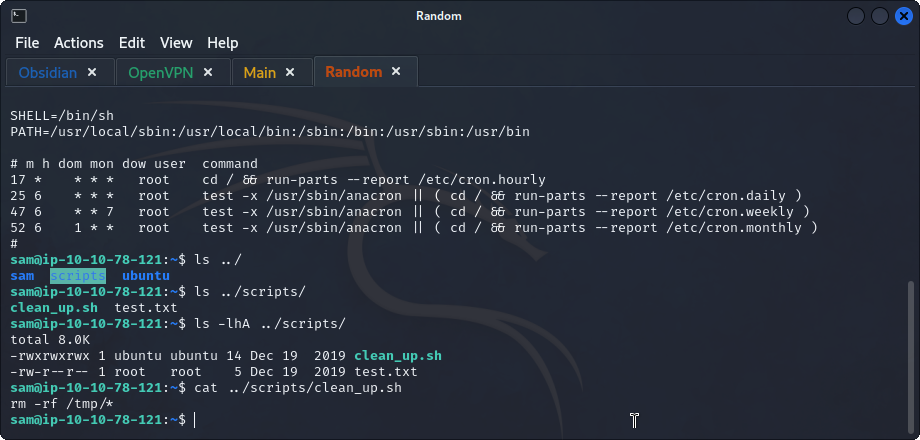 Random
File Actions Edit View Help
Obsidian × OpenVPN × Main × Random ×
SHELL=/bin/sh
PATH=/usr/local/sbin:/usr/local/bin:/sbin:/bin:/usr/sbin:/usr/bin
# m h dom mon dow user  command
17 *    * * *   root    cd / && run-parts --report /etc/cron.hourly
25 6    * * *   root    test -x /usr/sbin/anacron || ( cd / && run-parts --report /etc/cron.daily )
47 6    * * 7   root    test -x /usr/sbin/anacron || ( cd / && run-parts --report /etc/cron.weekly )
52 6    1 * *   root    test -x /usr/sbin/anacron || ( cd / && run-parts --report /etc/cron.monthly )
#
sam@ip-10-10-78-121:~$ ls ../
sam  scripts  ubuntu
sam@ip-10-10-78-121:~$ ls ../scripts/
clean_up.sh  test.txt
sam@ip-10-10-78-121:~$ ls -lhA ../scripts/
total 8.0K
-rwxrwxrwx 1 ubuntu ubuntu 14 Dec 19  2019 clean_up.sh
-rw-r--r-- 1 root   root    5 Dec 19  2019 test.txt
sam@ip-10-10-78-121:~$ cat ../scripts/clean_up.sh
rm -rf /tmp/*
sam@ip-10-10-78-121:~$